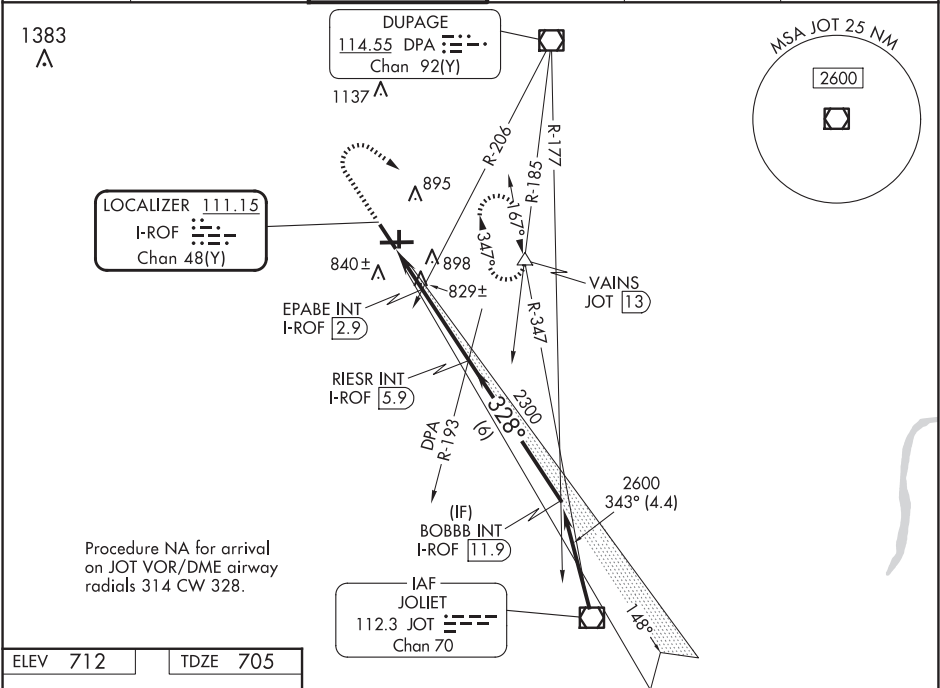 1383
DUPAGE
114.55 DPA
Chan 92(Y)
1137
MSA JOT 25 NM
2600
R-206
R-177
R-185
895
LOCALIZER 111.15
I-ROF
Chan 48(Y)
167°
347°
840±
898
829±
VAINS
JOT 13
EPABE INT
I-ROF 2.9
R-347
RIESR INT
I-ROF 5.9
2300
328°
(6)
DPA
R-193
2600
343° (4.4)
(IF)
BOBBB INT
I-ROF 11.9
Procedure NA for arrival
on JOT VOR/DME airway
radials 314 CW 328.
IAF
JOLIET
112.3 JOT
Chan 70
148°
ELEV 712
TDZE 705